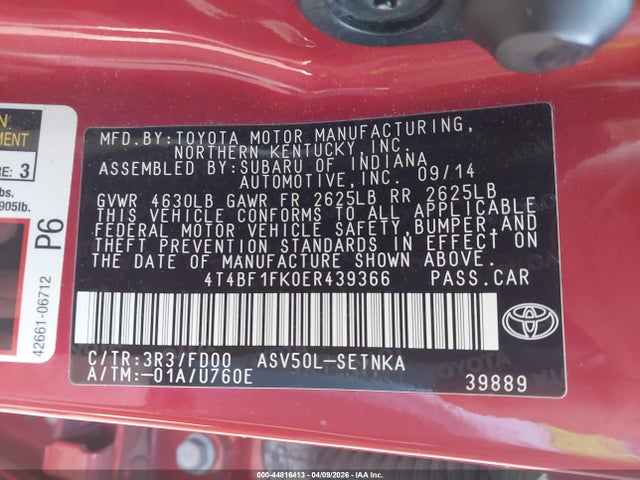 MFD.BY:TOYOTA MOTOR MANUFACTURING,
NORTHERN KENTUCKY,INC.
ASSEMBLED BY:SUBARU OF INDIANA
AUTOMOTIVE,INC. 09/14
GVWR 4630LB GAWR FR 2625LB RR 2625LB
THIS VEHICLE CONFORMS TO ALL APPLICABLE
FEDERAL MOTOR VEHICLE SAFETY,BUMPER,AND
THEFT PREVENTION STANDARDS IN EFFECT ON
THE DATE OF MANUFACTURE SHOWN ABOVE.
4T4BF1FK0ER439366 PASS.CAR
C/TR:3R3/FD00 ASV50L-SETNKA
A/TM:-01A/U760E
39889
TOYOTA
3
lbs.
905lb.
P6
42661-06712
000-44816413 | 04/09/2026 | IAA Inc.